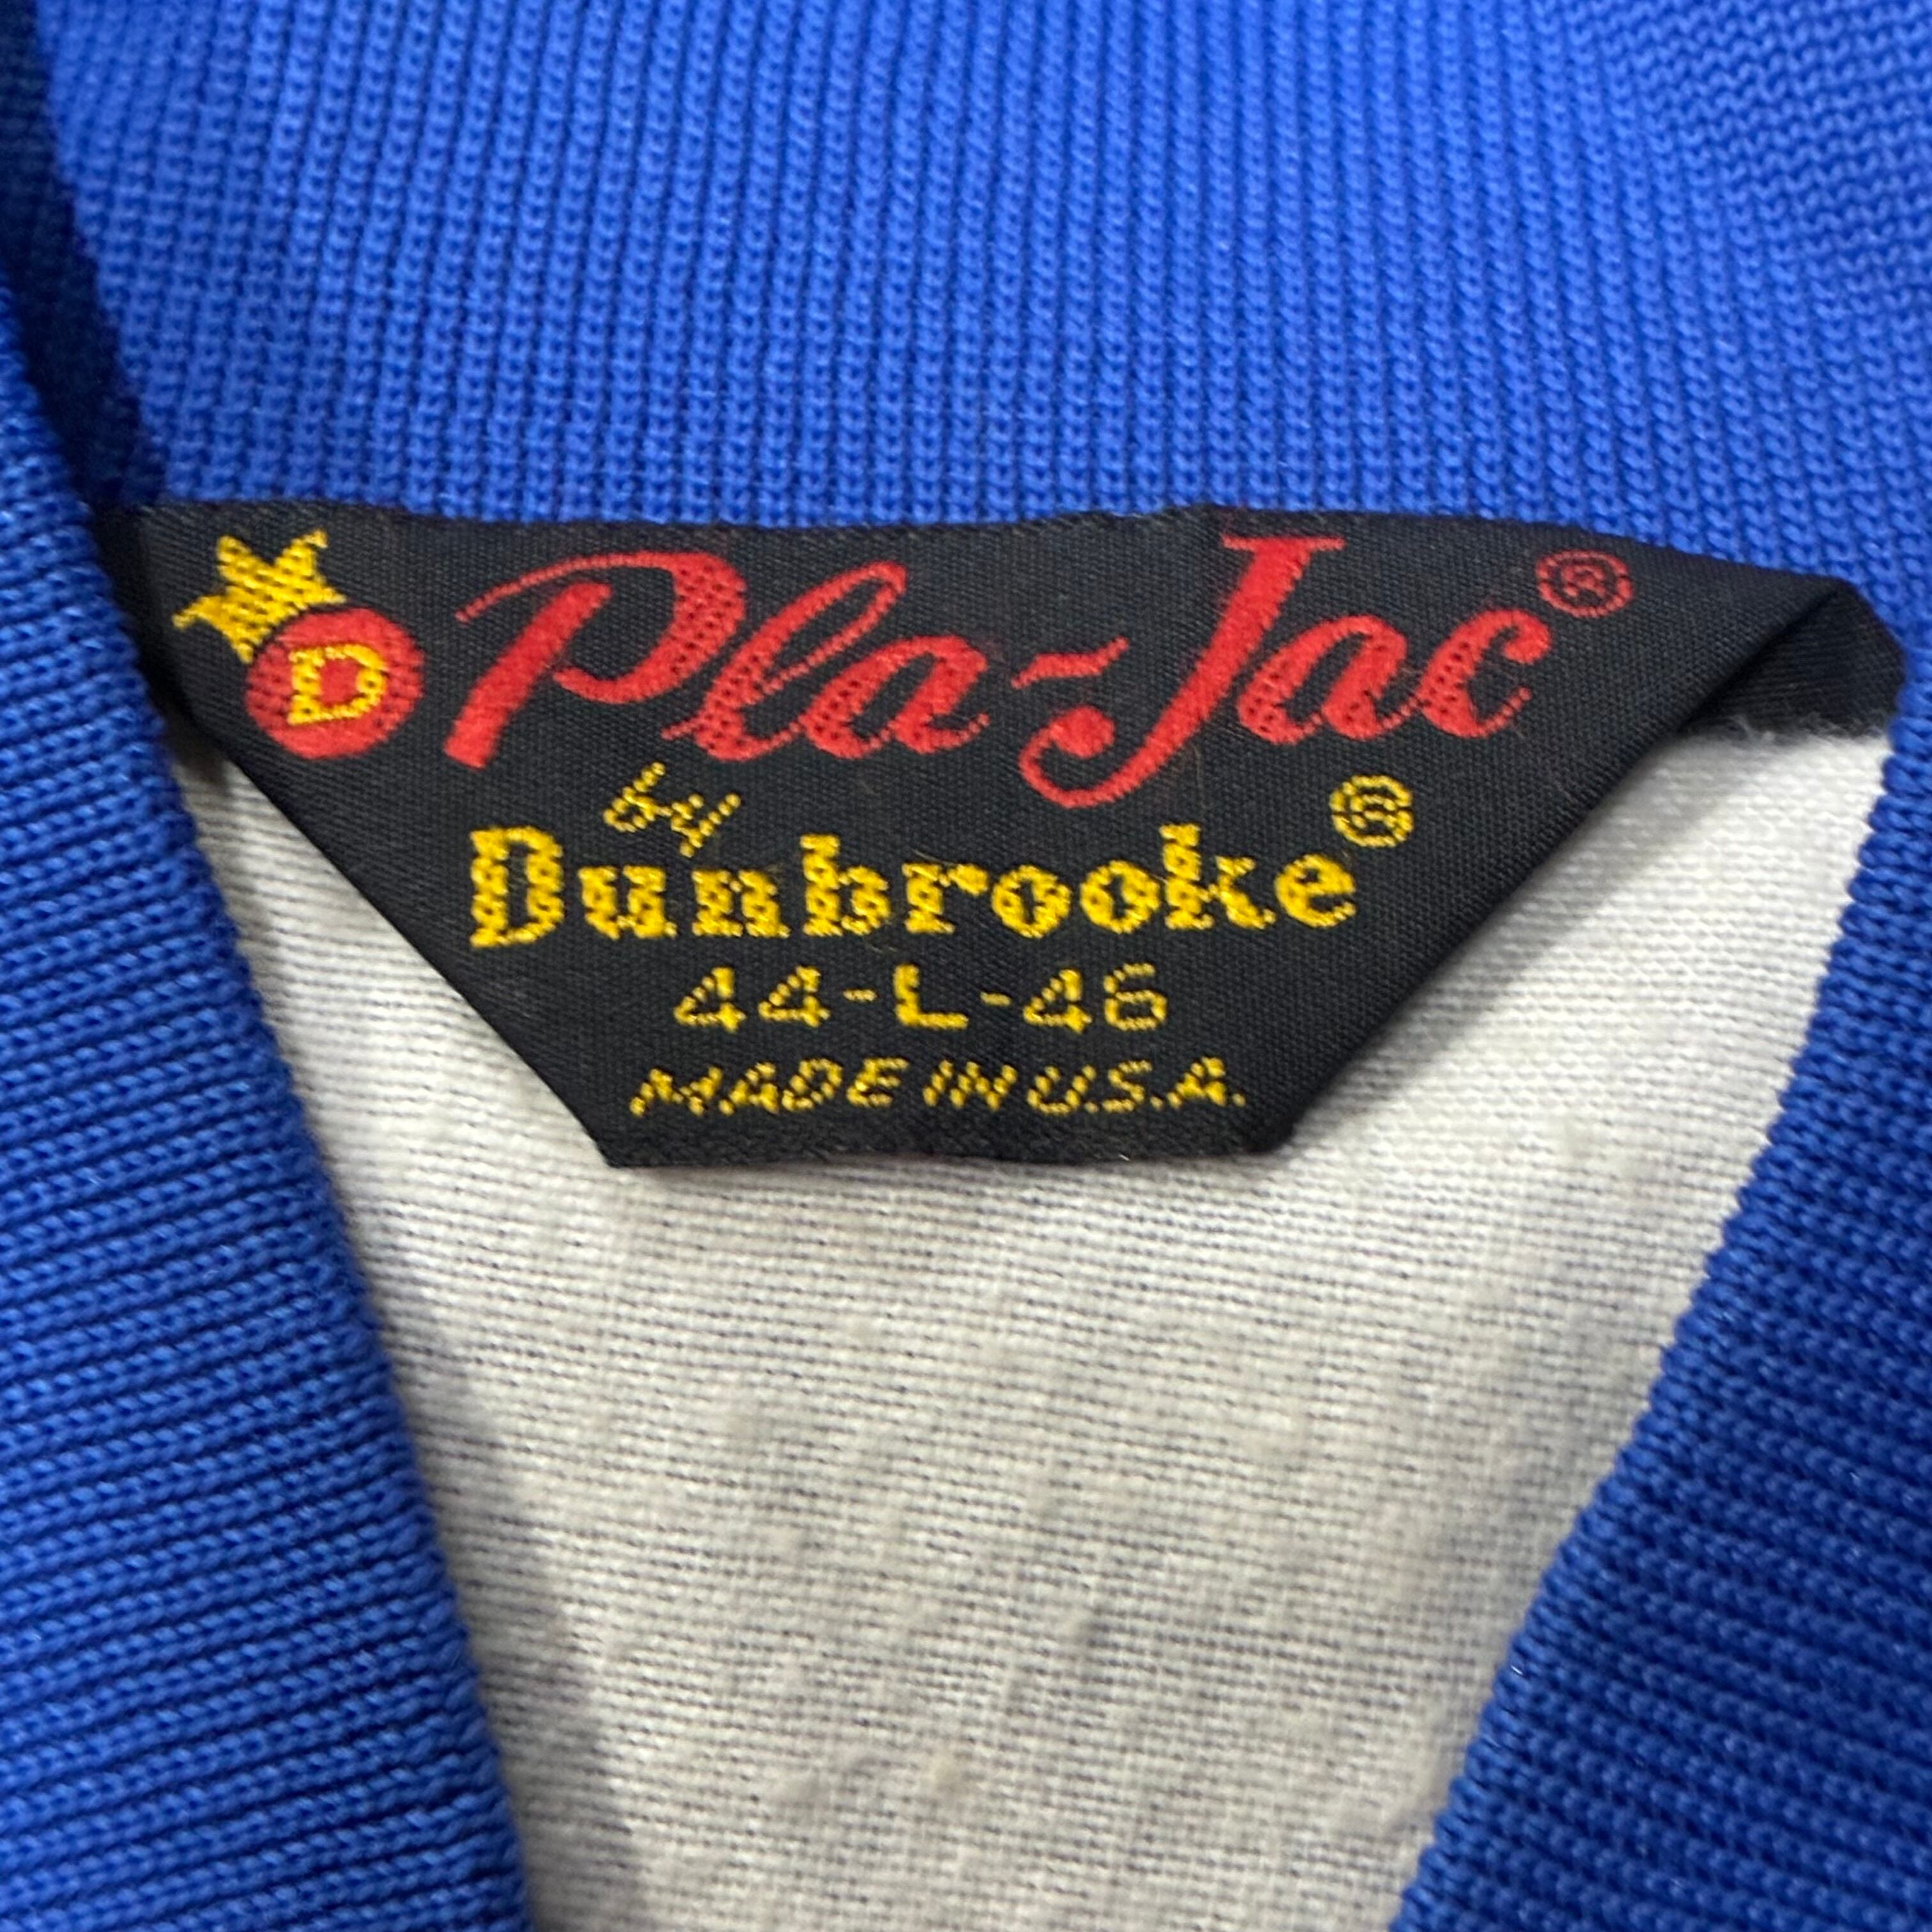 D Pla-Jac®
by
Dunbrooke®
44-L-46
MADE IN U.S.A.